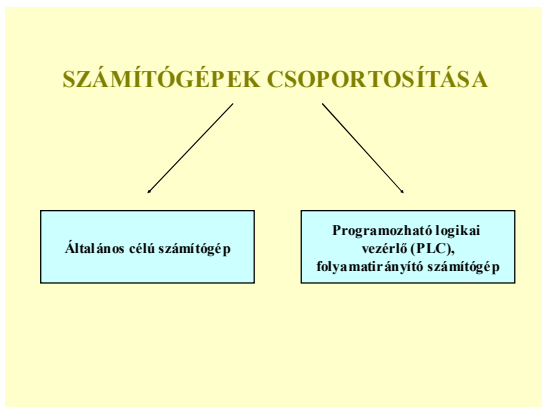 SZÁMÍTÓGÉPEK CSOPORTOSÍTÁSA
Általános célú számítógép
Programozható logikai
vezérlő (PLC),
folyamatirányító számítógép